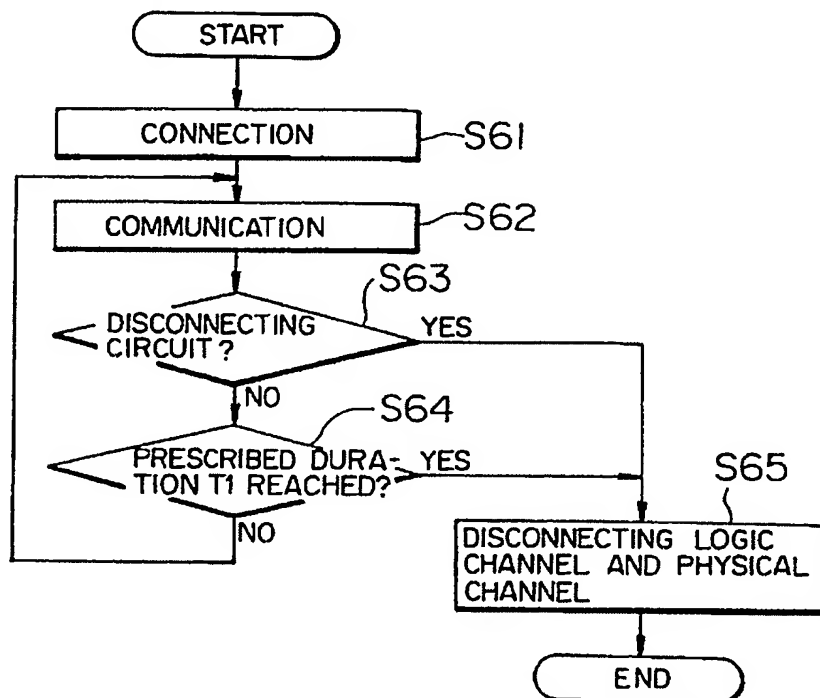 START
CONNECTION
S61
COMMUNICATION
S62
S63
DISCONNECTING
CIRCUIT?
YES
NO
S64
PRESCRIBED DURA-
TION T1 REACHED?
YES
NO
S65
DISCONNECTING LOGIC
CHANNEL AND PHYSICAL
CHANNEL
END